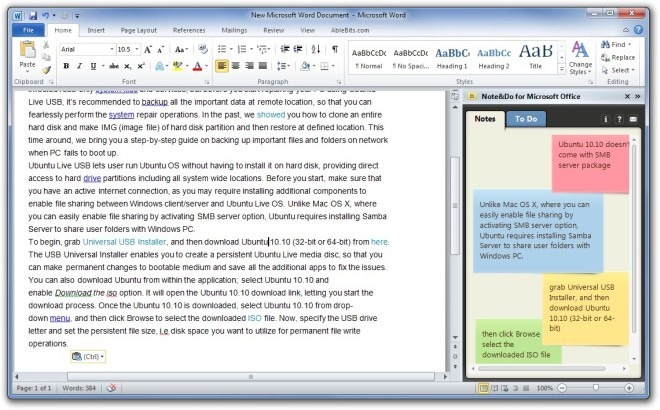 New Microsoft Word Document - Microsoft Word
File Home Insert Page Layout References Mailings Review View AbleBits.com
Paste
Clipboard
Arial 10.5
Font
Paragraph
AaBbCcDc AaBbCcDc AaBbC AaBbCc AaB
¶ Normal ¶ No Spaci... Heading 1 Heading 2 Title
Change Styles
Styles
Find
Replace
Select
Editing
Live USB, it's recommended to backup all the important data at remote location, so that you can
fearlessly perform the system repair operations. In the past, we showed you how to clone an entire
hard disk and make IMG (image file) of hard disk partition and then restore at defined location. This
time around, we bring you a step-by-step guide on backing up important files and folders on network
when PC fails to boot up.
Ubuntu Live USB lets user run Ubuntu OS without having to install it on hard disk, providing direct
access to hard drive partitions including all system wide locations. Before you start, make sure that
you have an active internet connection, as you may require installing additional components to
enable file sharing between Windows client/server and Ubuntu Live OS. Unlike Mac OS X, where
you can easily enable file sharing by activating SMB server option, Ubuntu requires installing Samba
Server to share user folders with Windows PC.
To begin, grab Universal USB Installer, and then download Ubuntu 10.10 (32-bit or 64-bit) from here.
The USB Universal Installer enables you to create a persistent Ubuntu Live media disc, so that you
can make permanent changes to bootable medium and save all the additional apps to fix the issues.
You can also download Ubuntu from within the application; select Ubuntu 10.10 and
enable Download the iso option. It will open the Ubuntu 10.10 download link, letting you start the
download process. Once the Ubuntu 10.10 is downloaded, select Ubuntu 10.10 from drop-
down menu, and then click Browse to select the downloaded ISO file. Now, specify the USB drive
letter and set the persistent file size, i.e disk space you want to utilize for permanent file write
operations.
(Ctrl)
Note&Do for Microsoft Office
Notes To Do
Ubuntu 10.10 doesn't
come with SMB
server package
Unlike Mac OS X, where you can
easily enable file sharing by
activating SMB server option,
Ubuntu requires installing Samba
Server to share user folders with
Windows PC.
grab Universal USB
Installer, and then
download Ubuntu
10.10 (32-bit or 64-
bit)
then click Browse
select the
downloaded ISO file
Page: 1 of 1 Words: 384
100%